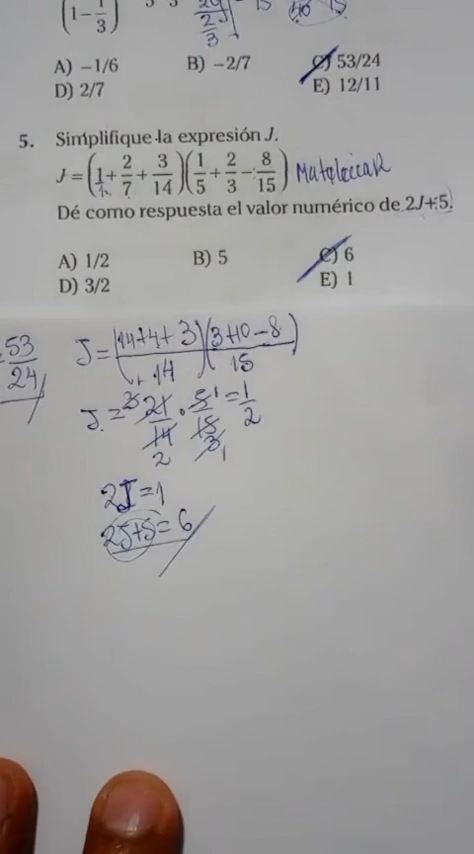 (1 - 1/3)
A) −1/6 B) −2/7 C) 53/24
D) 2/7 E) 12/11
5. Simplifique la expresión J.
J = (1 + 2/7 + 3/14)(1/5 + 2/3 − 8/15)
Dé como respuesta el valor numérico de 2J+5.
A) 1/2 B) 5 C) 6
D) 3/2 E) 1
53/24
J = (14+4+3/14)(3+10−8/15)
J = 21/14 · 5/15 = 1/2
2J = 1
2J+5 = 6